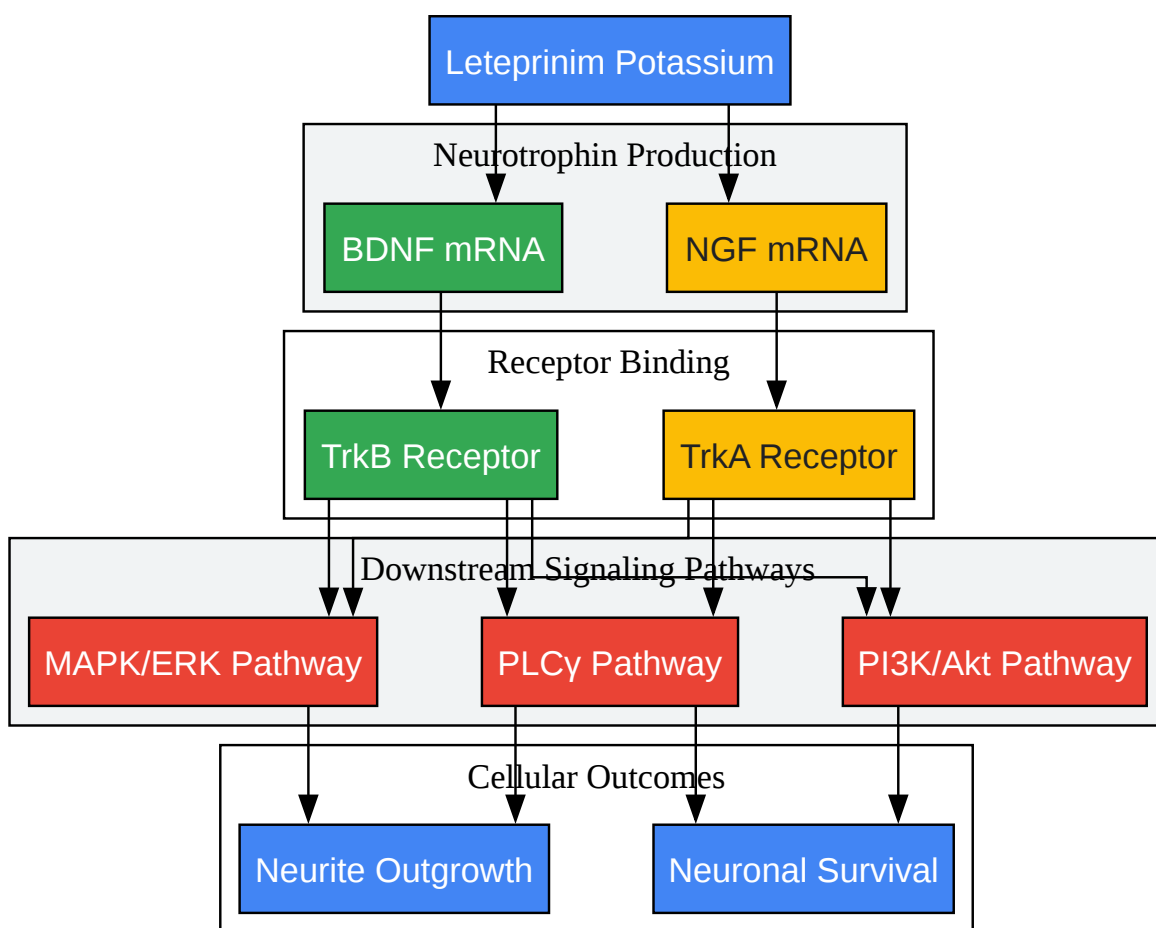 Leteprinim Potassium
Neurotrophin Production
BDNF mRNA
NGF mRNA
Receptor Binding
TrkB Receptor
TrkA Receptor
Downstream Signaling Pathways
MAPK/ERK Pathway
PLCγ Pathway
PI3K/Akt Pathway
Cellular Outcomes
Neurite Outgrowth
Neuronal Survival